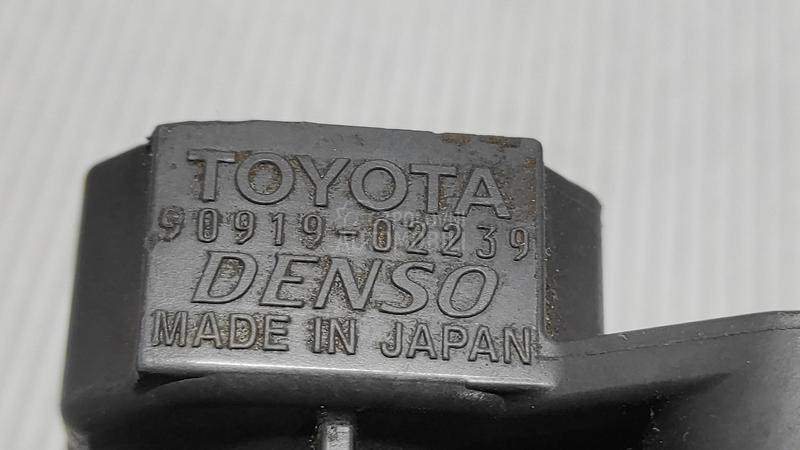 TOYOTA
90919-02239
DENSO
MADE IN JAPAN